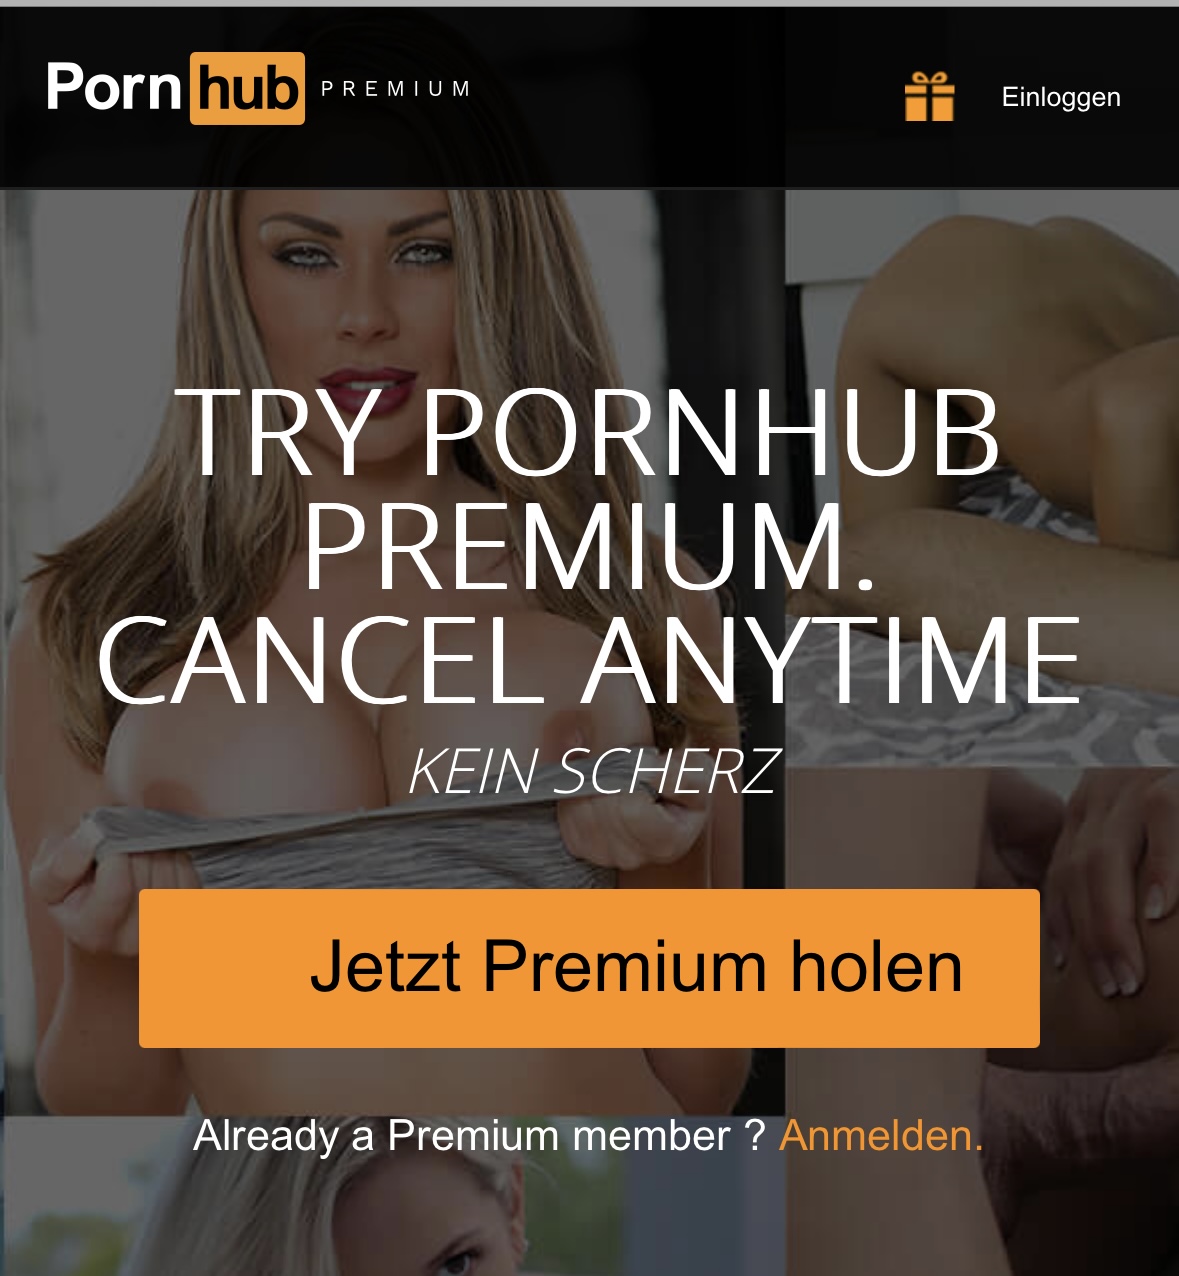 Pornhub PREMIUM
Einloggen
TRY PORNHUB
PREMIUM.
CANCEL ANYTIME
KEIN SCHERZ
Jetzt Premium holen
Already a Premium member ? Anmelden.